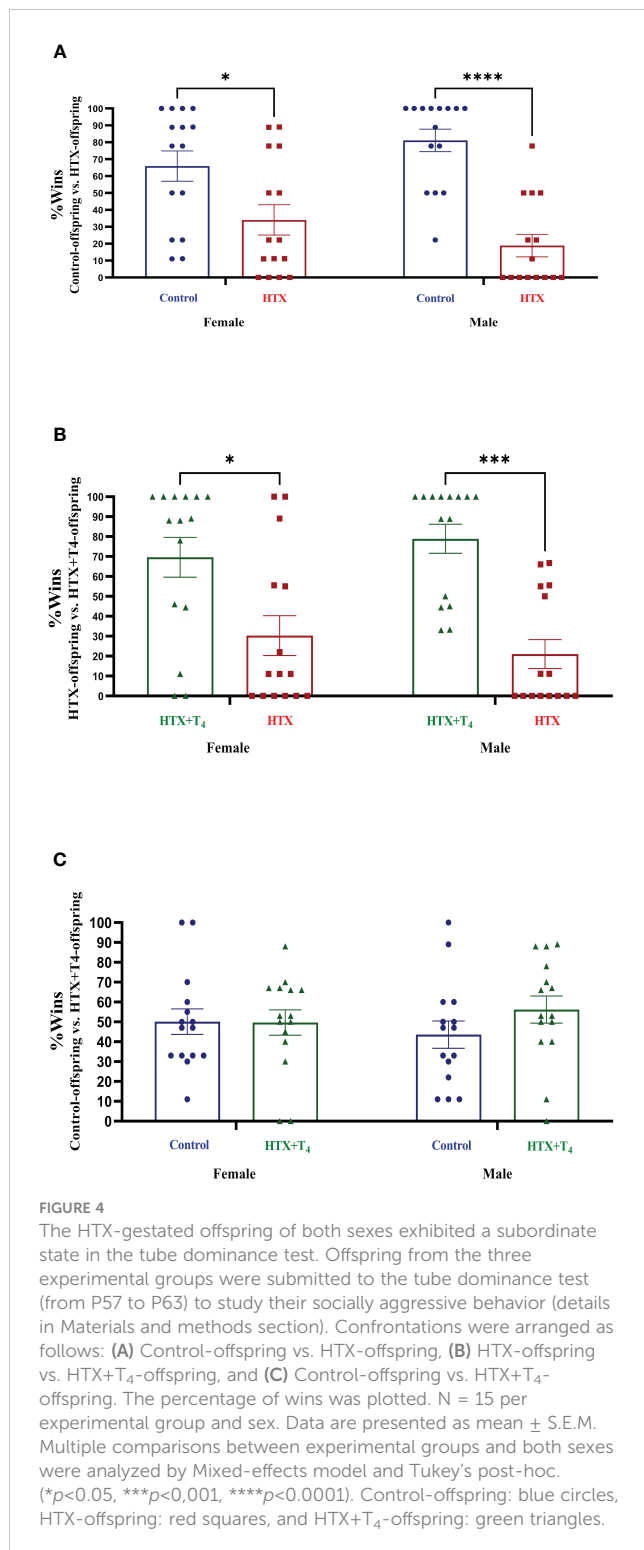 A
*
****
%Wins
Control-offspring vs. HTX-offspring
100
90
80
70
60
50
40
30
20
10
0
Control
HTX
Control
HTX
Female
Male
B
*
***
%Wins
HTX-offspring vs. HTX+T4-offspring
100
90
80
70
60
50
40
30
20
10
0
HTX+T₄
HTX
HTX+T₄
HTX
Female
Male
C
%Wins
Control-offspring vs. HTX+T4-offspring
100
90
80
70
60
50
40
30
20
10
0
Control
HTX+T₄
Control
HTX+T₄
Female
Male
FIGURE 4
The HTX-gestated offspring of both sexes exhibited a subordinate
state in the tube dominance test. Offspring from the three
experimental groups were submitted to the tube dominance test
(from P57 to P63) to study their socially aggressive behavior (details
in Materials and methods section). Confrontations were arranged as
follows: (A) Control-offspring vs. HTX-offspring, (B) HTX-offspring
vs. HTX+T₄-offspring, and (C) Control-offspring vs. HTX+T₄-
offspring. The percentage of wins was plotted. N = 15 per
experimental group and sex. Data are presented as mean ± S.E.M.
Multiple comparisons between experimental groups and both sexes
were analyzed by Mixed-effects model and Tukey's post-hoc.
(*p<0.05, ***p<0,001, ****p<0.0001). Control-offspring: blue circles,
HTX-offspring: red squares, and HTX+T₄-offspring: green triangles.